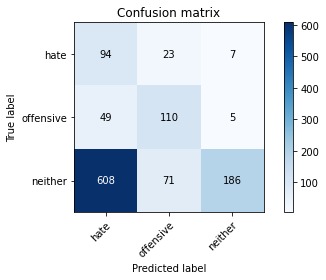 Confusion matrix
True label
hate
94
23
7
offensive
49
110
5
neither
608
71
186
hate
offensive
neither
Predicted label
600
500
400
300
200
100